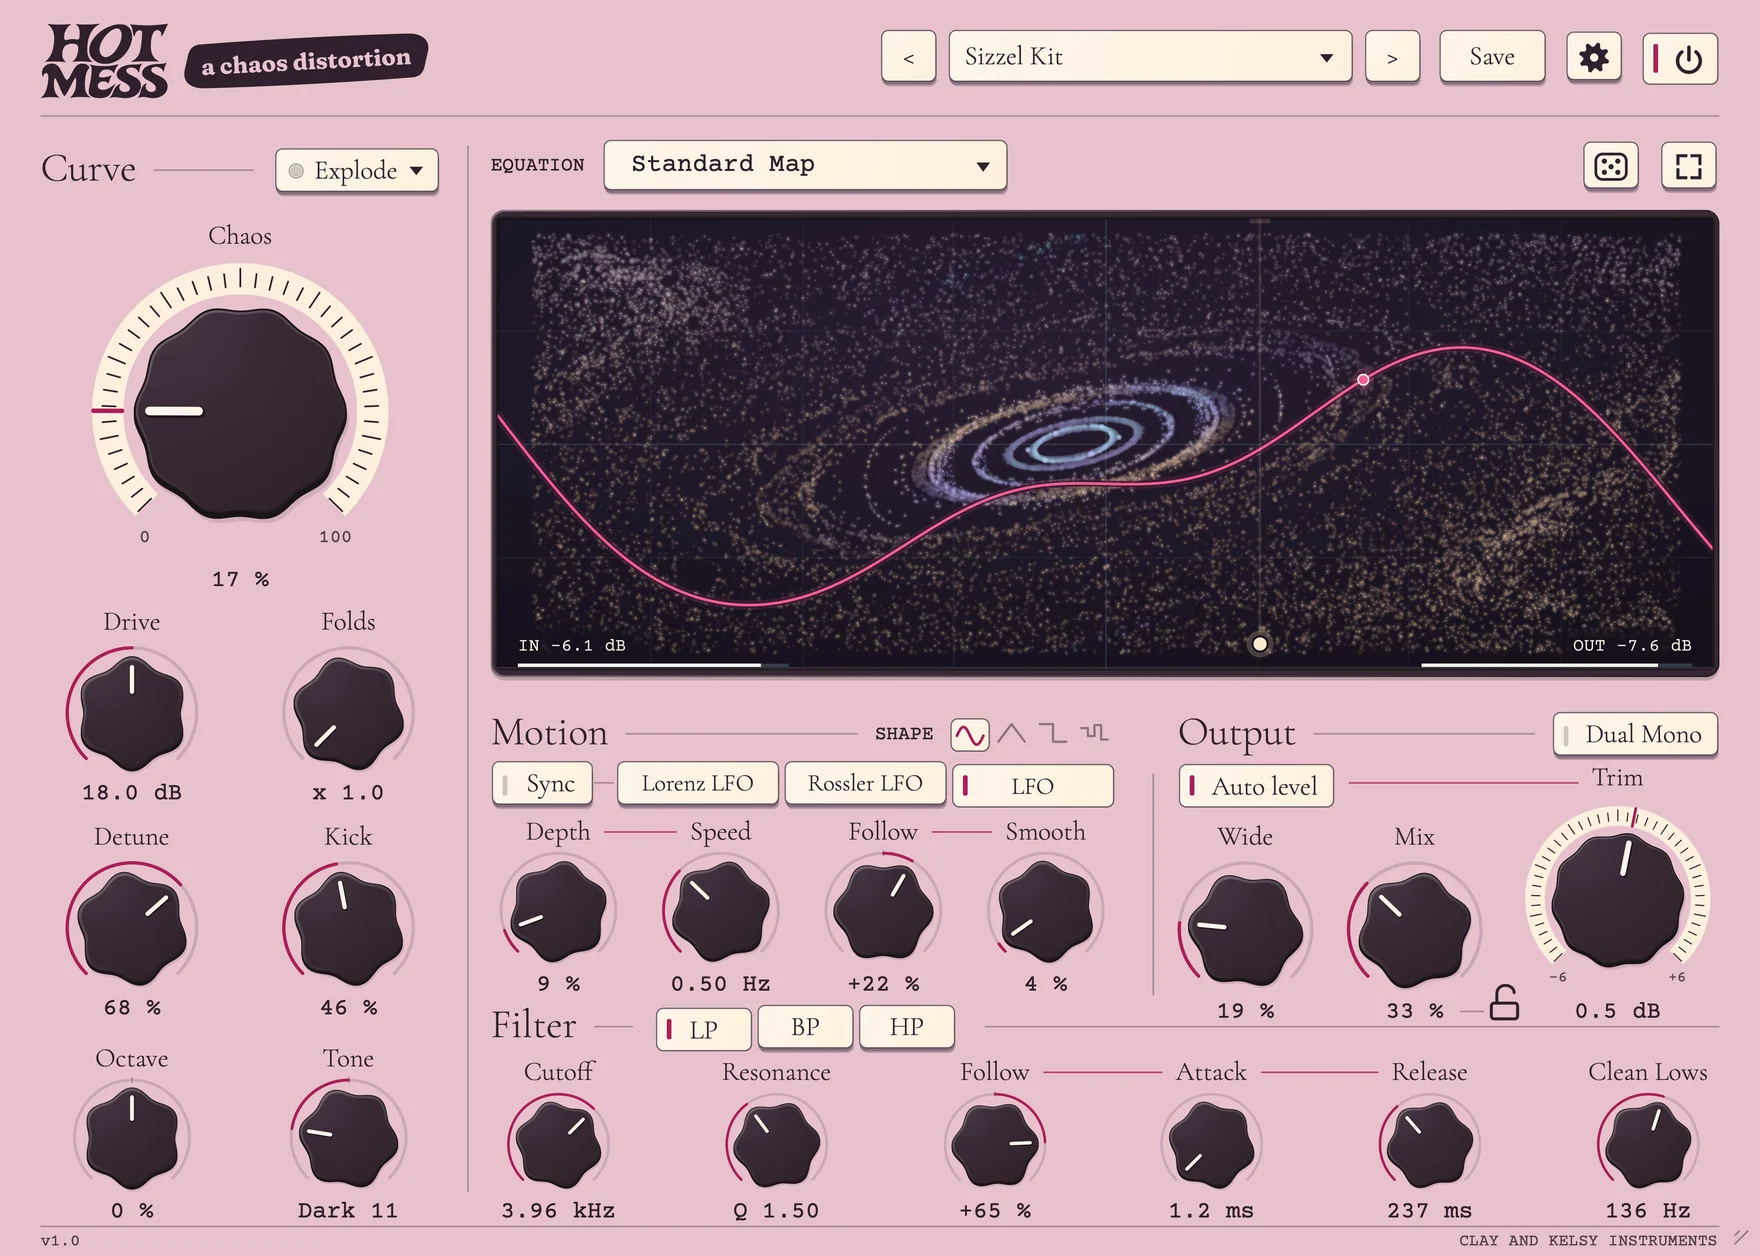 HOT
MESS
a chaos distortion
<
Sizzel Kit
>
Save
Curve
Explode
EQUATION
Standard Map
Chaos
0
100
17 %
Drive
Folds
18.0 dB
x 1.0
Detune
Kick
68 %
46 %
Octave
Tone
0 %
Dark 11
IN -6.1 dB
OUT -7.6 dB
Motion
SHAPE
Sync
Lorenz LFO
Rossler LFO
LFO
Depth
Speed
Follow
Smooth
9 %
0.50 Hz
+22 %
4 %
Output
Dual Mono
Auto level
Trim
Wide
Mix
-6
+6
19 %
33 %
0.5 dB
Filter
LP
BP
HP
Cutoff
Resonance
Follow
Attack
Release
Clean Lows
3.96 kHz
Q 1.50
+65 %
1.2 ms
237 ms
136 Hz
v1.0
CLAY AND KELSY INSTRUMENTS